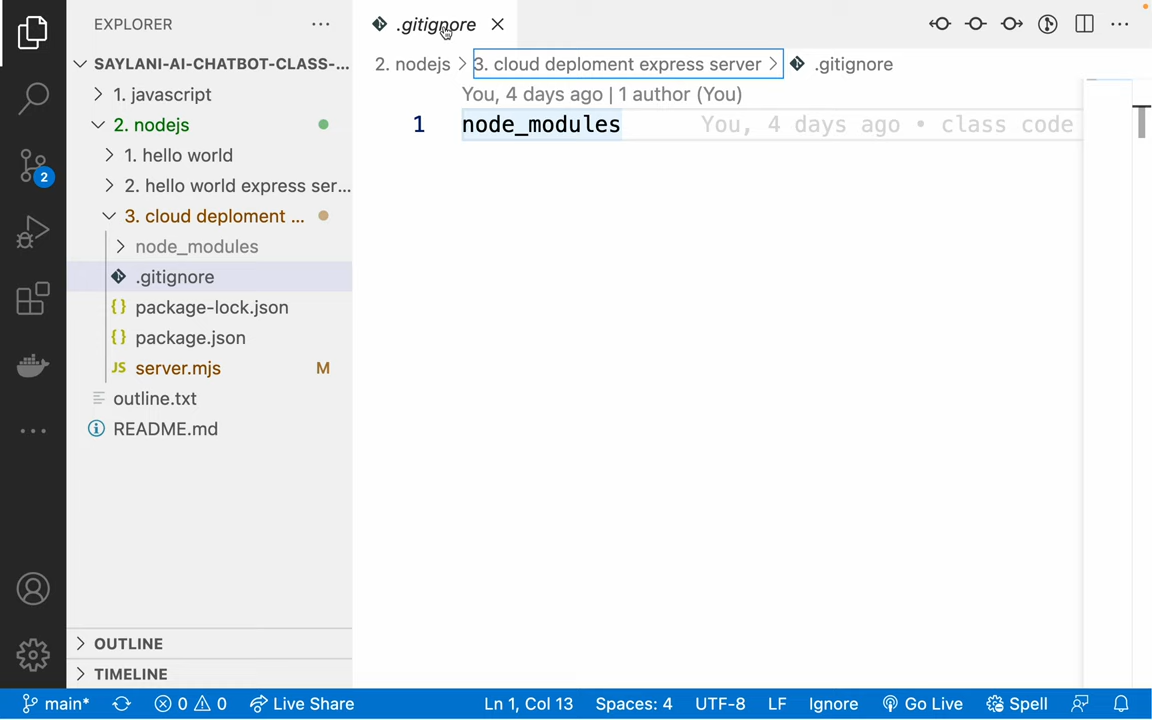 EXPLORER
SAYLANI-AI-CHATBOT-CLASS-...
1. javascript
2. nodejs
1. hello world
2. hello world express ser...
3. cloud deploment ...
node_modules
.gitignore
package-lock.json
package.json
JS server.mjs M
outline.txt
README.md
OUTLINE
TIMELINE
2
.gitignore
2. nodejs > 3. cloud deploment express server > .gitignore
You, 4 days ago | 1 author (You)
1 node_modules You, 4 days ago • class code
main* 0 0 Live Share Ln 1, Col 13 Spaces: 4 UTF-8 LF Ignore Go Live Spell